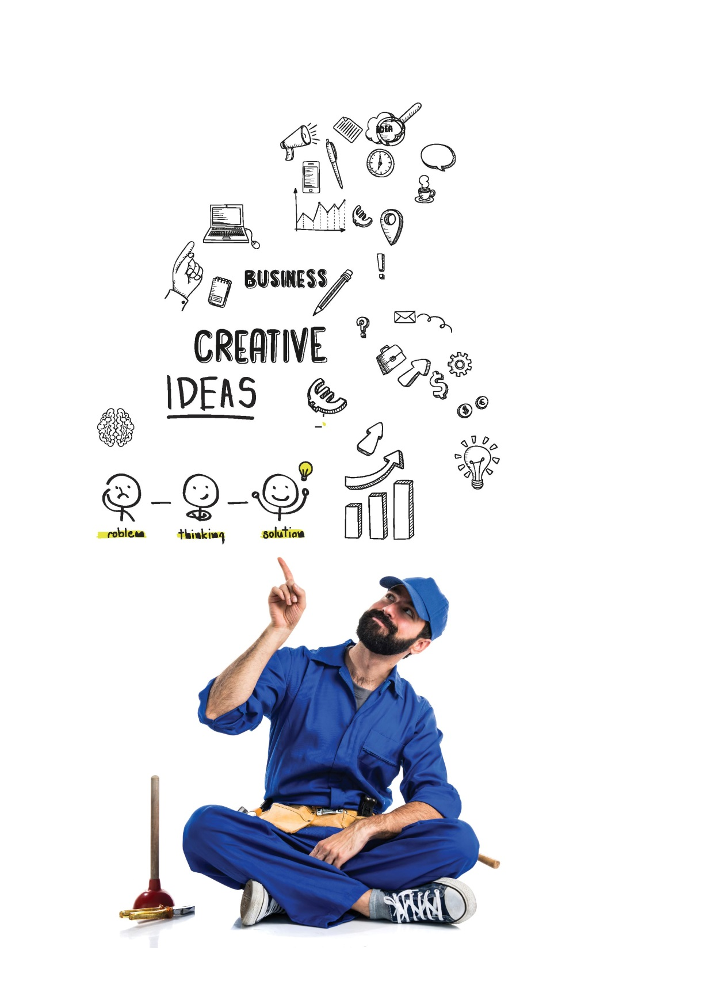 IDEA
BUSINESS
CREATIVE
IDEAS
$ €
roblem thinking solution